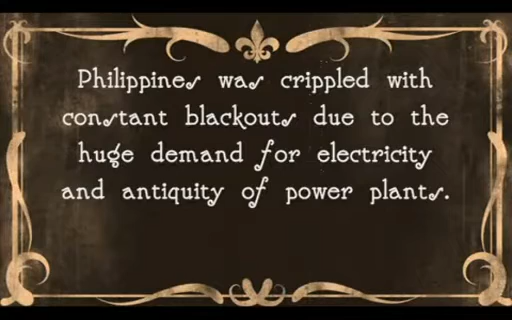 Philippines was crippled with
constant blackouts due to the
huge demand for electricity
and antiquity of power plants.